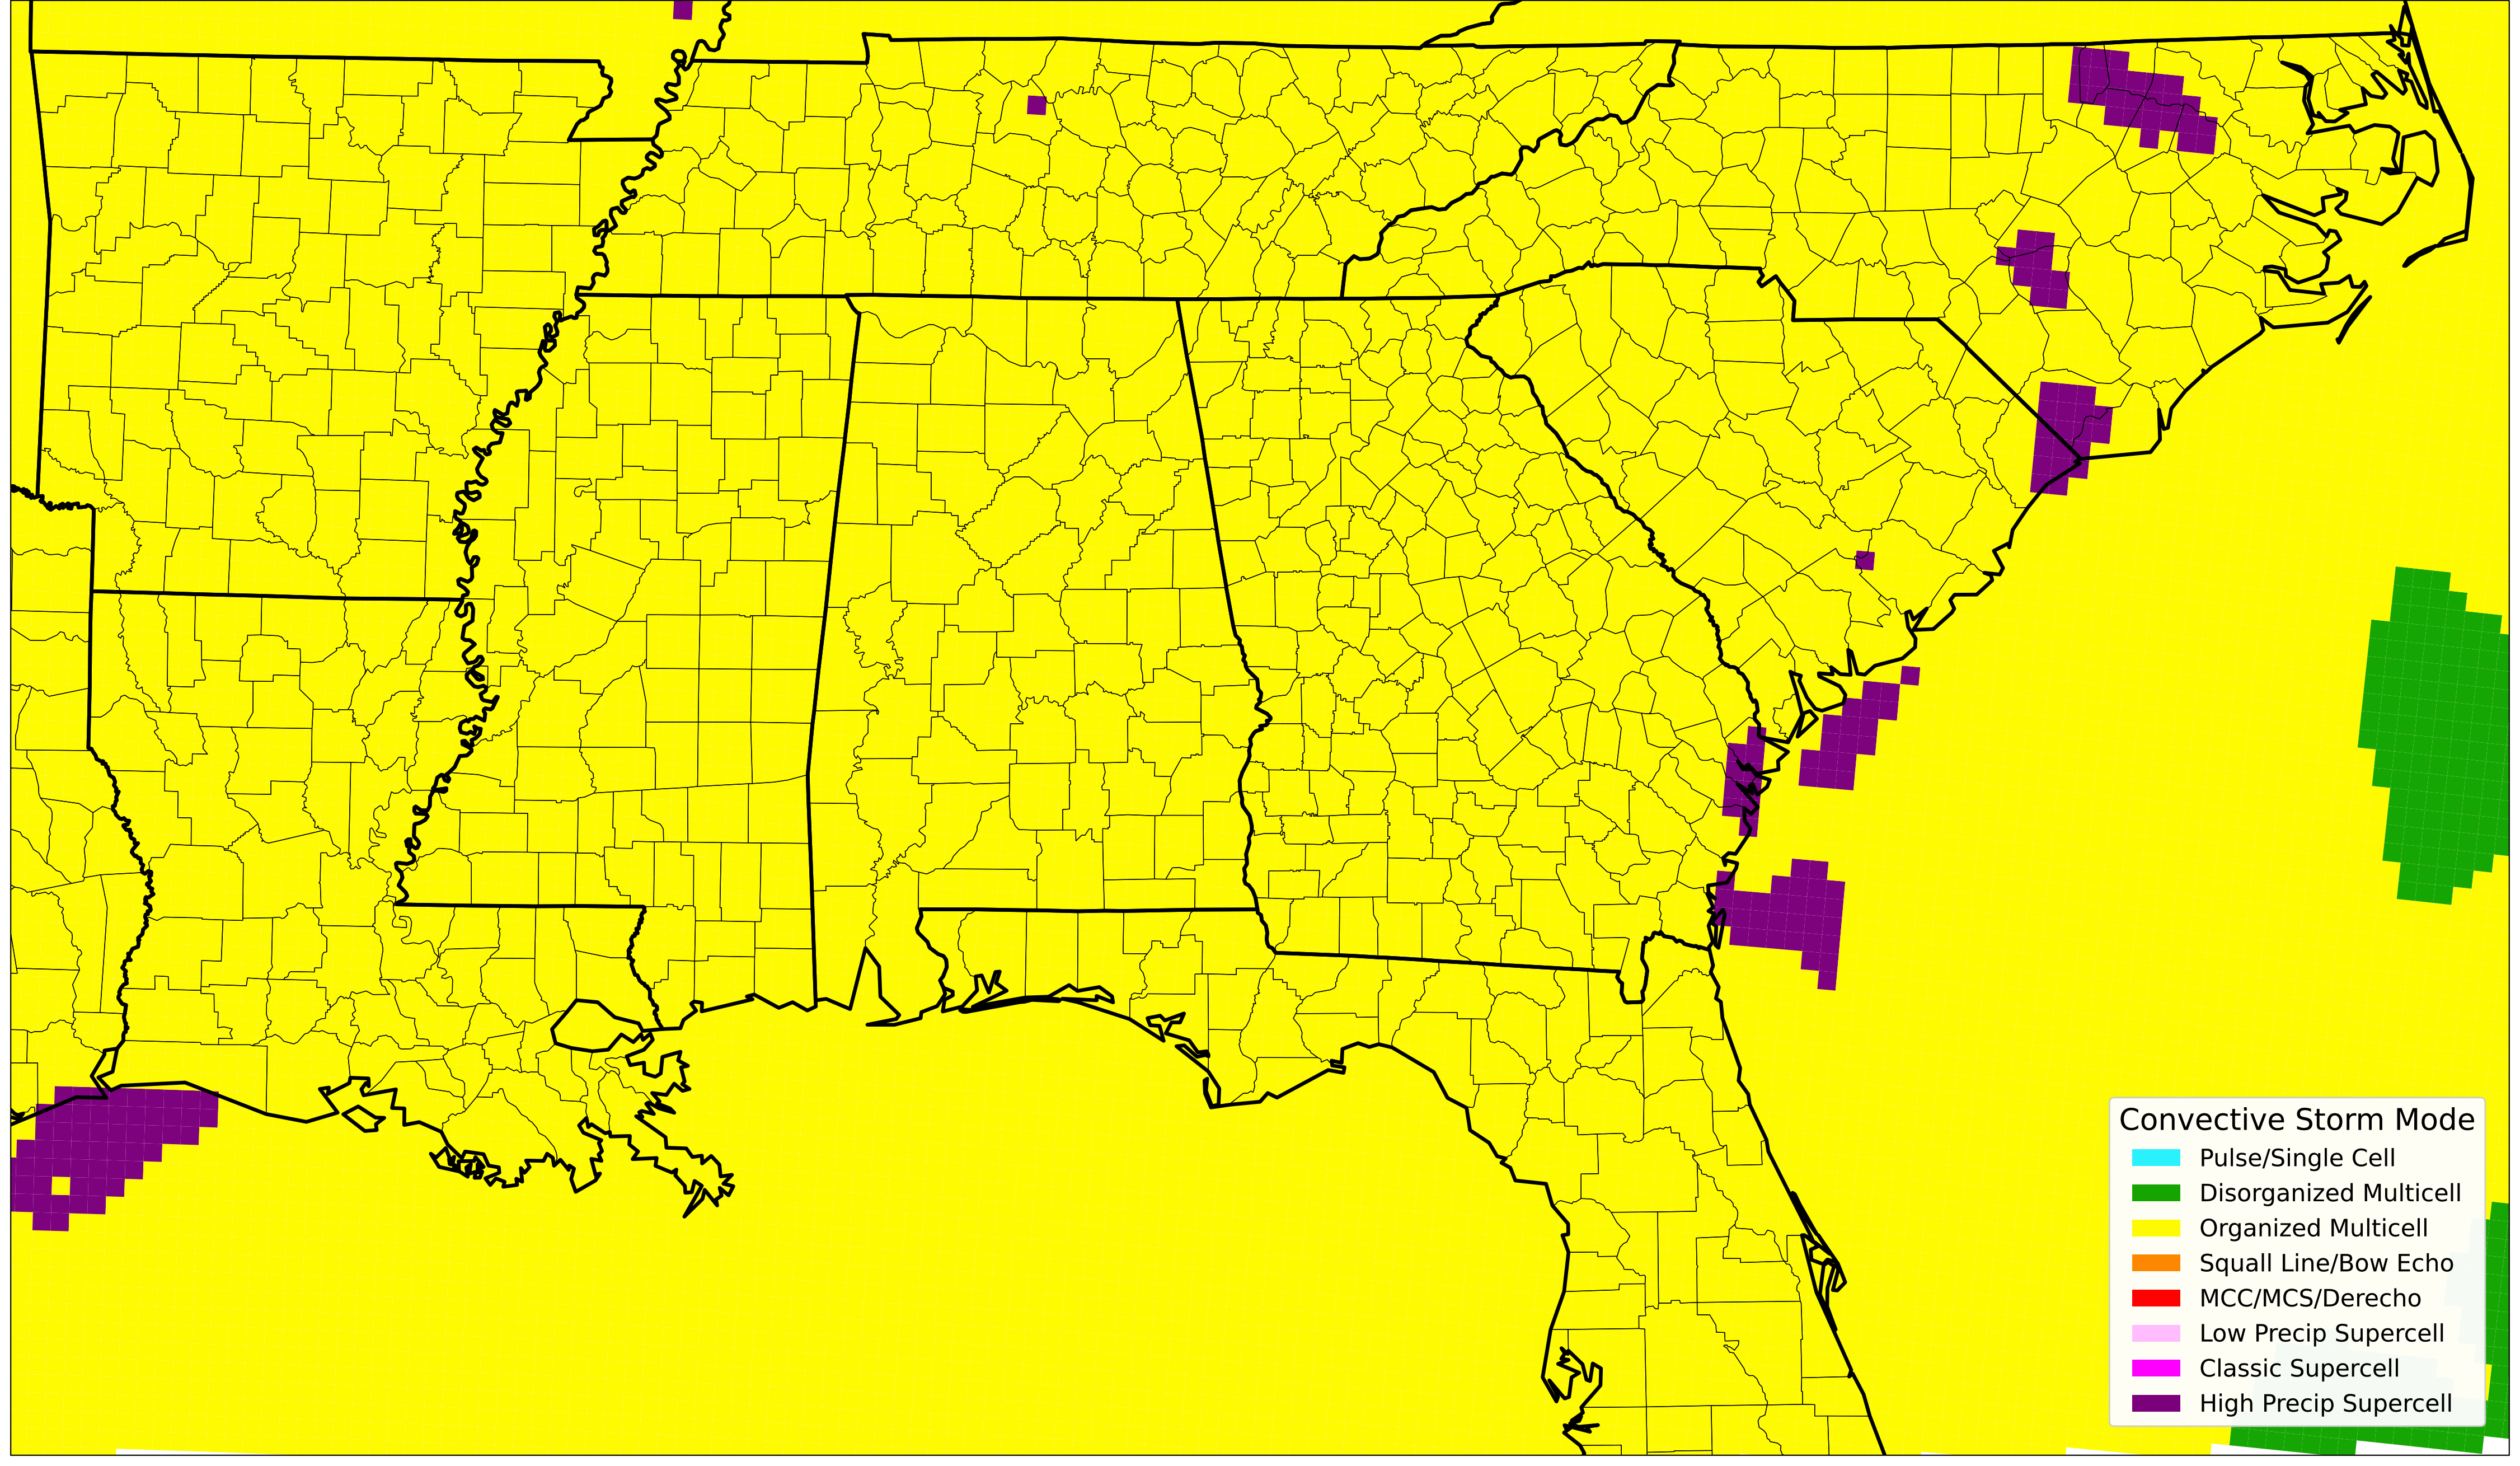 Convective Storm Mode
Pulse/Single Cell
Disorganized Multicell
Organized Multicell
Squall Line/Bow Echo
MCC/MCS/Derecho
Low Precip Supercell
Classic Supercell
High Precip Supercell